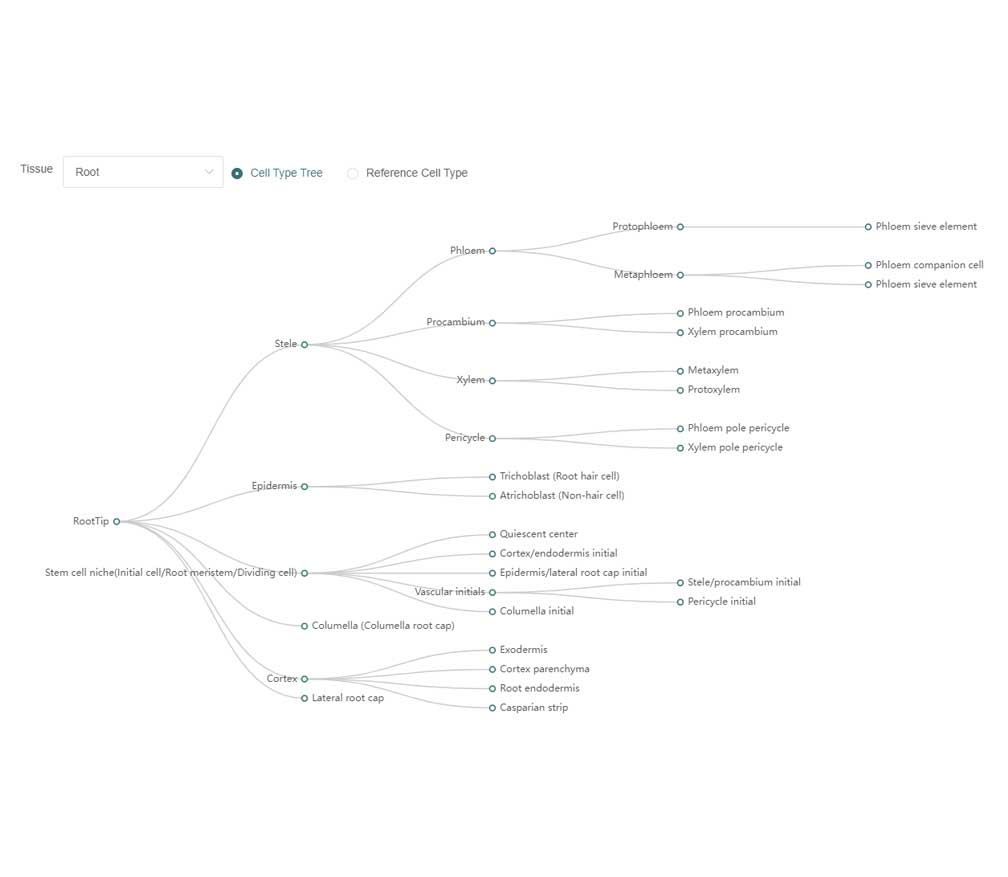 Tissue
Root
Cell Type Tree
Reference Cell Type
Protophloem
Phloem sieve element
Phloem
Phloem companion cell
Metaphloem
Phloem sieve element
Phloem procambium
Procambium
Xylem procambium
Stele
Metaxylem
Xylem
Protoxylem
Phloem pole pericycle
Pericycle
Xylem pole pericycle
Trichoblast (Root hair cell)
Epidermis
Atrichoblast (Non-hair cell)
RootTip
Quiescent center
Cortex/endodermis initial
Stem cell niche(Initial cell/Root meristem/Dividing cell)
Epidermis/lateral root cap initial
Stele/procambium initial
Vascular initials
Pericycle initial
Columella initial
Columella (Columella root cap)
Exodermis
Cortex parenchyma
Cortex
Root endodermis
Lateral root cap
Casparian strip